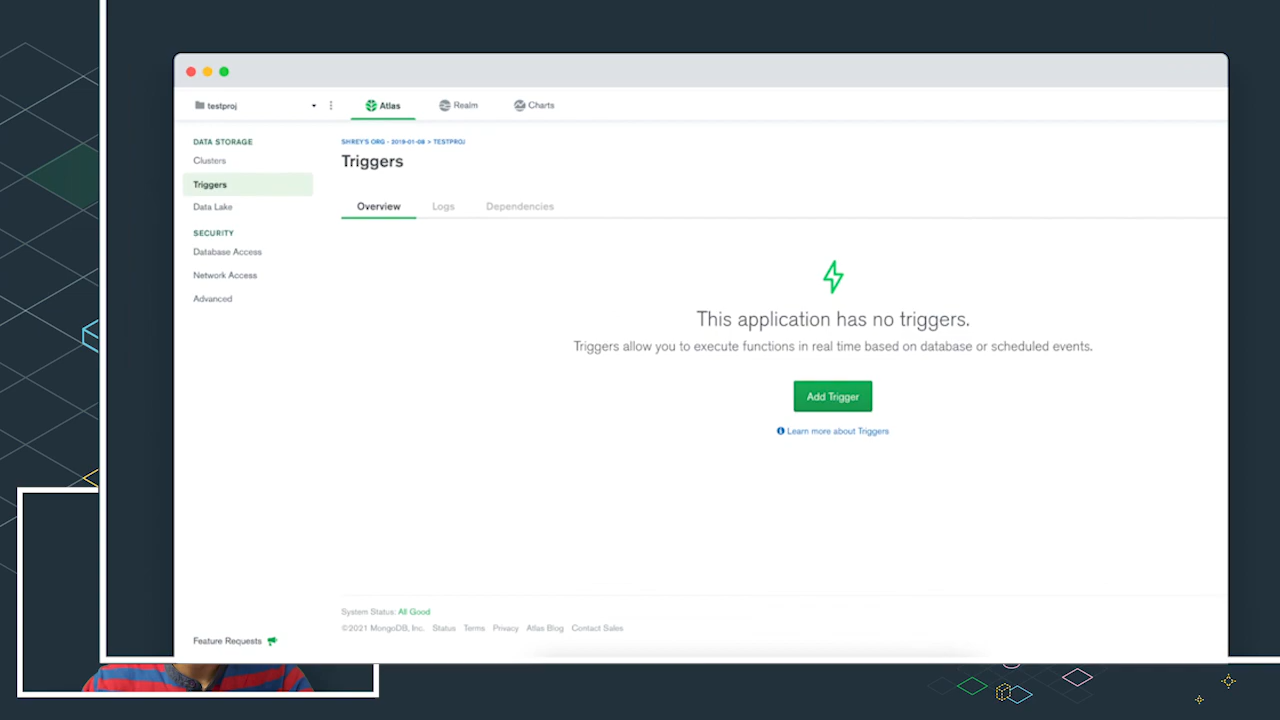 testproj
Atlas
Realm
Charts
DATA STORAGE
Clusters
Triggers
Data Lake
SECURITY
Database Access
Network Access
Advanced
Feature Requests
SHREY'S ORG - 2019-01-08 > TESTPROJ
Triggers
Overview
Logs
Dependencies
This application has no triggers.
Triggers allow you to execute functions in real time based on database or scheduled events.
Add Trigger
Learn more about Triggers
System Status: All Good
©2021 MongoDB, Inc. Status Terms Privacy Atlas Blog Contact Sales